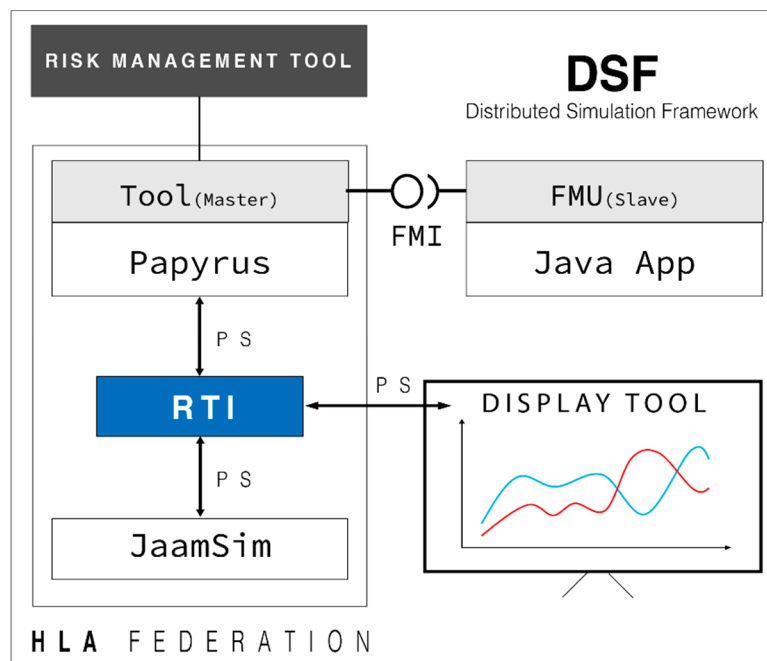 RISK MANAGEMENT TOOL
DSF
Distributed Simulation Framework
Tool(Master)
FMU(Slave)
FMI
Papyrus
Java App
P S
RTI
P S
DISPLAY TOOL
P S
JaamSim
HLA FEDERATION